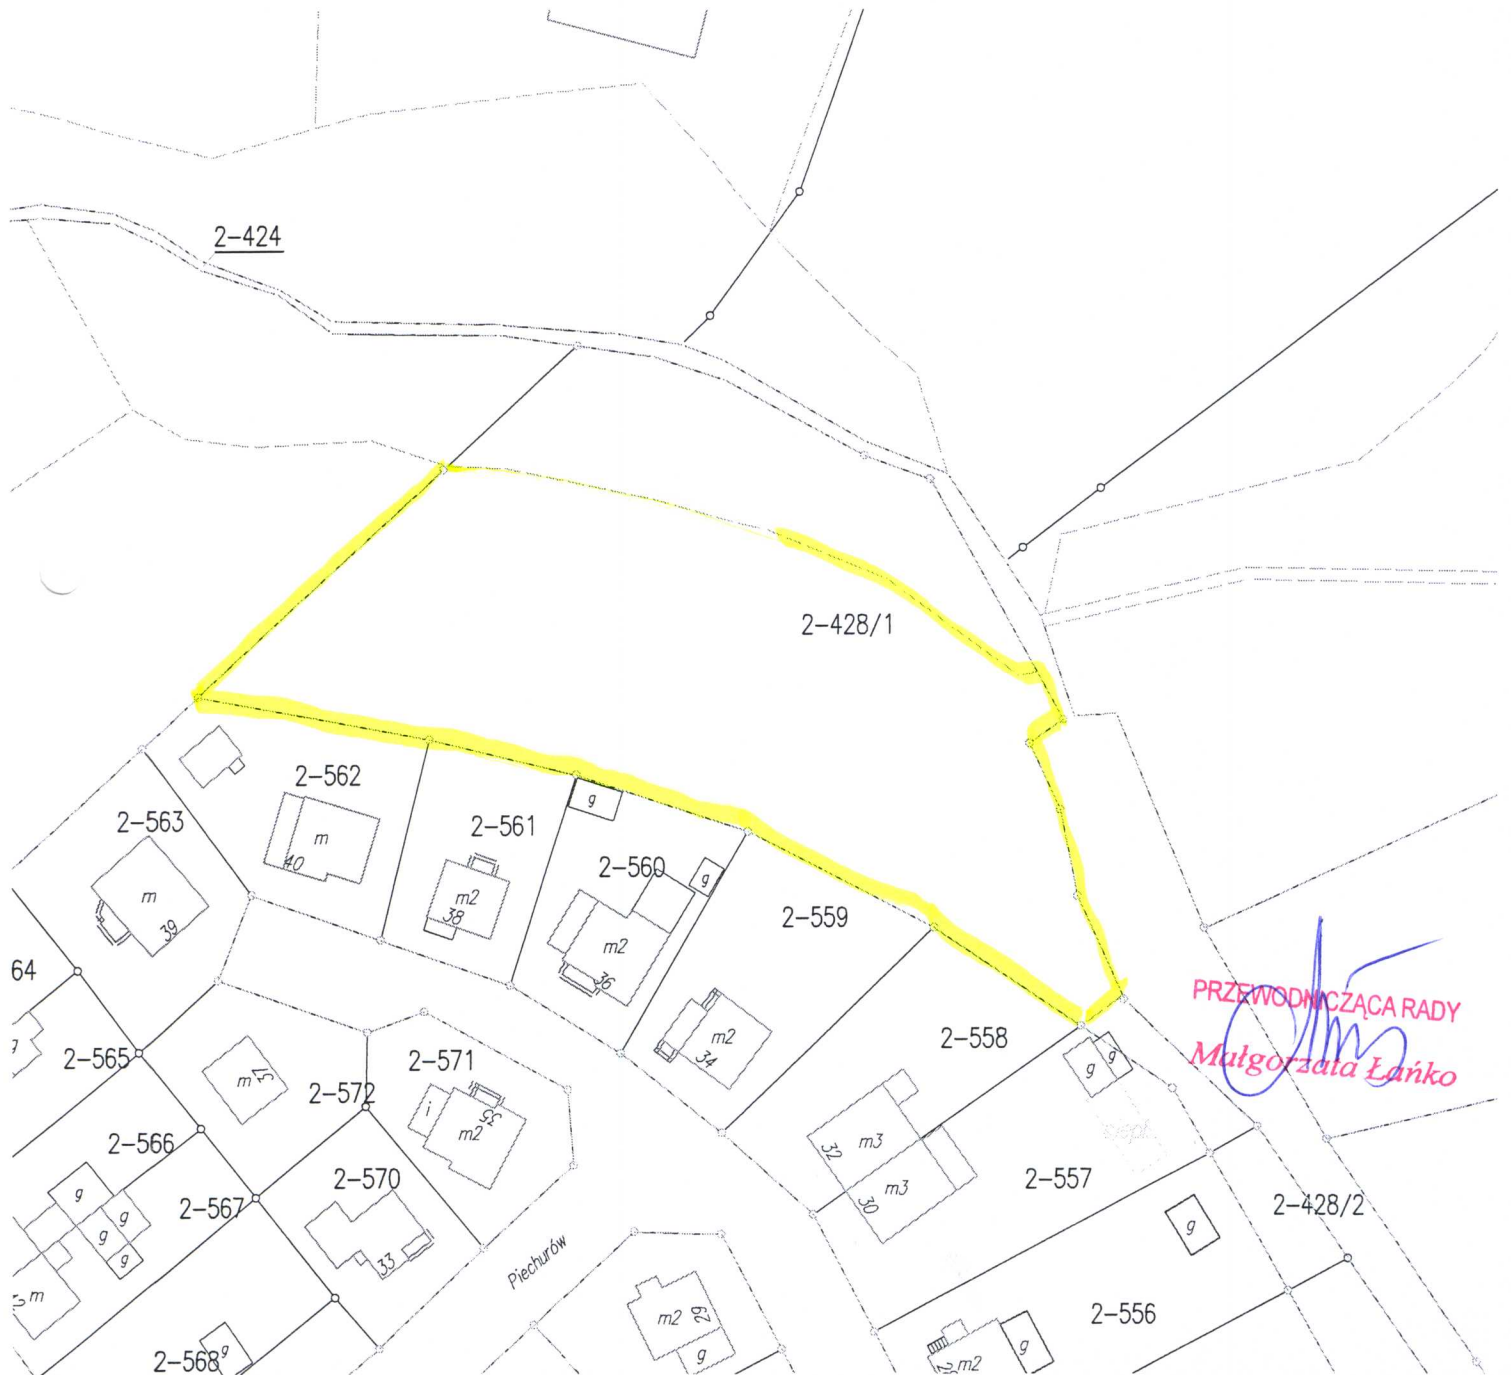 2-424
2-428/1
2-562
2-563
m
40
2-561
g
2-560
g
m
39
m2
38
2-559
m2
36
64
PRZEWODNICZĄCA RADY
Małgorzata Łańko
2-558
m2
34
g
g
g
2-565
m
37
2-571
2-572
i
m2
35
2-566
32
m3
m3
30
2-557
2-570
g
g
2-567
g
g
2-428/2
g
33
Piechurów
m
m2
29
2-556
g
2-568
g
g
m2